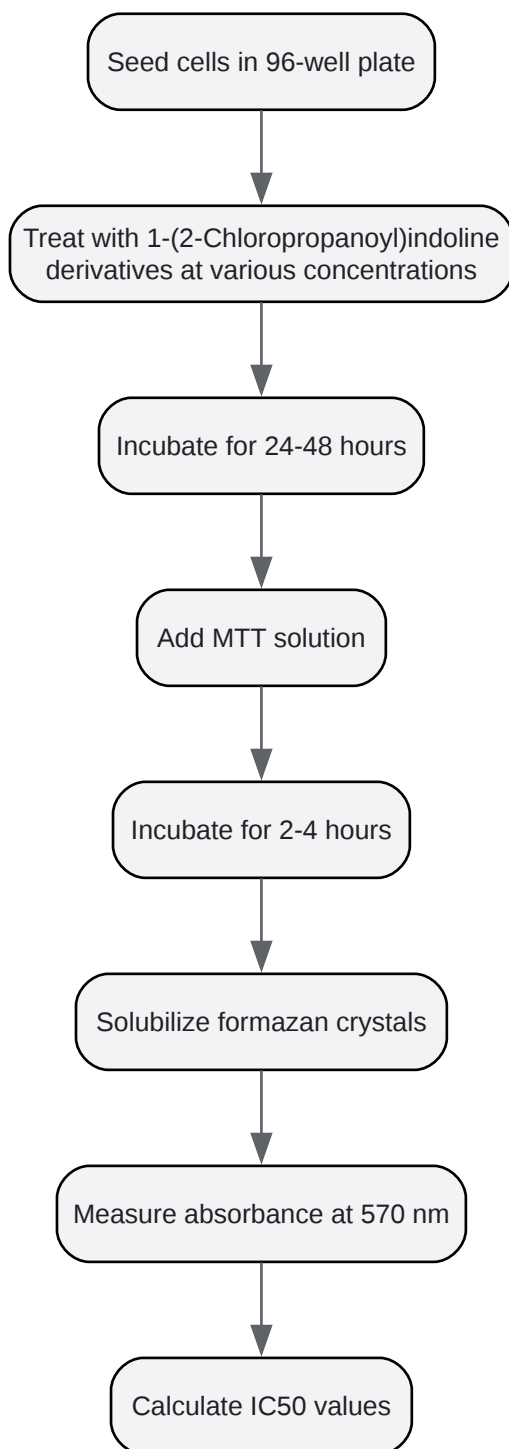 Seed cells in 96-well plate
Treat with 1-(2-Chloropropanoyl)indoline
derivatives at various concentrations
Incubate for 24-48 hours
Add MTT solution
Incubate for 2-4 hours
Solubilize formazan crystals
Measure absorbance at 570 nm
Calculate IC50 values